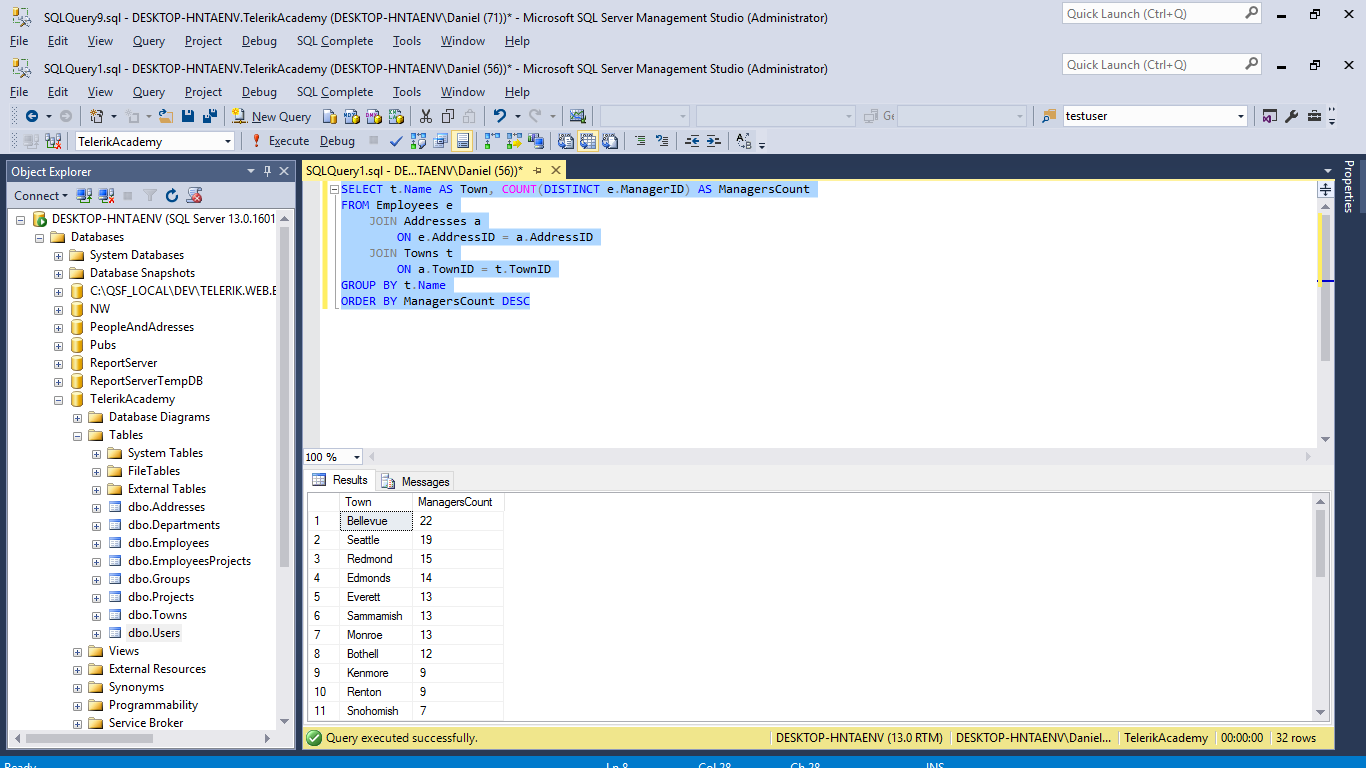 SQLQuery9.sql - DESKTOP-HNTAENV.TelerikAcademy (DESKTOP-HNTAENV\Daniel (71))* - Microsoft SQL Server Management Studio (Administrator)
Quick Launch (Ctrl+Q)
File Edit View Query Project Debug SQL Complete Tools Window Help
SQLQuery1.sql - DESKTOP-HNTAENV.TelerikAcademy (DESKTOP-HNTAENV\Daniel (56))* - Microsoft SQL Server Management Studio (Administrator)
Quick Launch (Ctrl+Q)
File Edit View Query Project Debug SQL Complete Tools Window Help
New Query
testuser
TelerikAcademy
Execute Debug
Object Explorer
Connect
DESKTOP-HNTAENV (SQL Server 13.0.1601
Databases
System Databases
Database Snapshots
C:\QSF_LOCAL\DEV\TELERIK.WEB.E
NW
PeopleAndAdresses
Pubs
ReportServer
ReportServerTempDB
TelerikAcademy
Database Diagrams
Tables
System Tables
FileTables
External Tables
dbo.Addresses
dbo.Departments
dbo.Employees
dbo.EmployeesProjects
dbo.Groups
dbo.Projects
dbo.Towns
dbo.Users
Views
External Resources
Synonyms
Programmability
Service Broker
SQLQuery1.sql - DE...TAENV\Daniel (56))*
SELECT t.Name AS Town, COUNT(DISTINCT e.ManagerID) AS ManagersCount
FROM Employees e
JOIN Addresses a
ON e.AddressID = a.AddressID
JOIN Towns t
ON a.TownID = t.TownID
GROUP BY t.Name
ORDER BY ManagersCount DESC
100 %
Results Messages
Town ManagersCount
1 Bellevue 22
2 Seattle 19
3 Redmond 15
4 Edmonds 14
5 Everett 13
6 Sammamish 13
7 Monroe 13
8 Bothell 12
9 Kenmore 9
10 Renton 9
11 Snohomish 7
Query executed successfully.
DESKTOP-HNTAENV (13.0 RTM) DESKTOP-HNTAENV\Daniel... TelerikAcademy 00:00:00 32 rows
Properties
Ready Ln 8 Col 28 Ch 28 INS